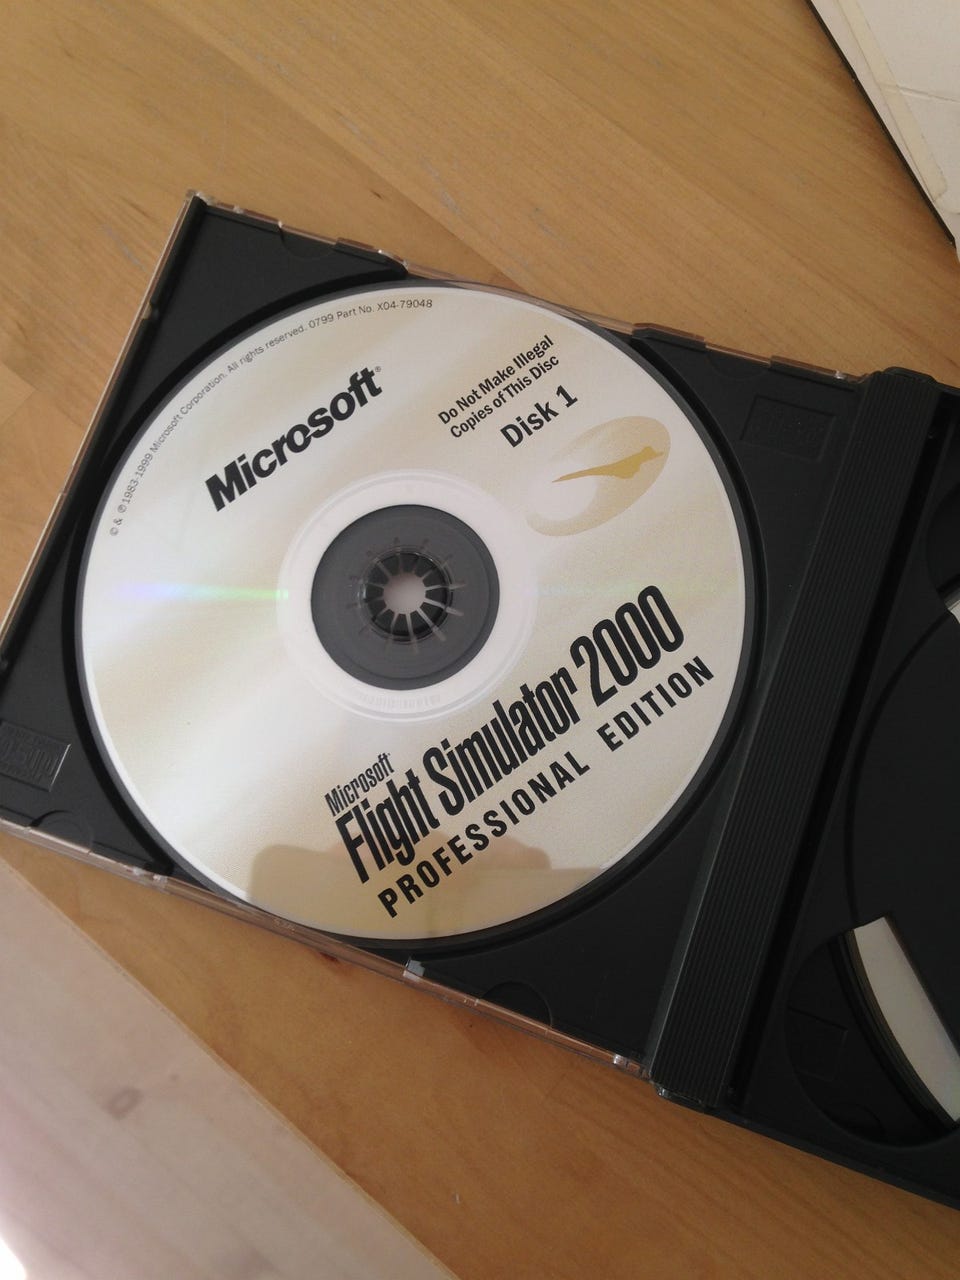 © & ℗ 1983-1999 Microsoft Corporation. All rights reserved. 0799 Part No. X04-79048
Microsoft®
Do Not Make Illegal
Copies of This Disc
Disk 1
Microsoft®
Flight Simulator 2000
PROFESSIONAL EDITION